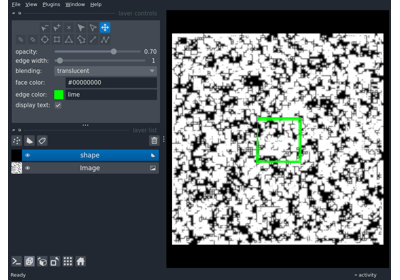 File View Plugins Window Help
layer controls
opacity: 0.70
edge width: 1
blending: translucent
face color: #00000000
edge color: lime
display text:
layer list
shape
Image
Ready
activity